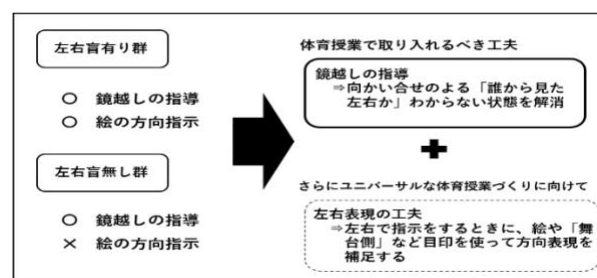 左右盲有り群
〇 鏡越しの指導
〇 絵の方向指示
左右盲無し群
〇 鏡越しの指導
× 絵の方向指示
体育授業で取り入れるべき工夫
鏡越しの指導
⇒向かい合せのよる「誰から見た
左右か」わからない状態を解消
+
さらにユニバーサルな体育授業づくりに向けて
左右表現の工夫
⇒左右で指示をするときに、絵や「舞
台側」など目印を使って方向表現を
補足する